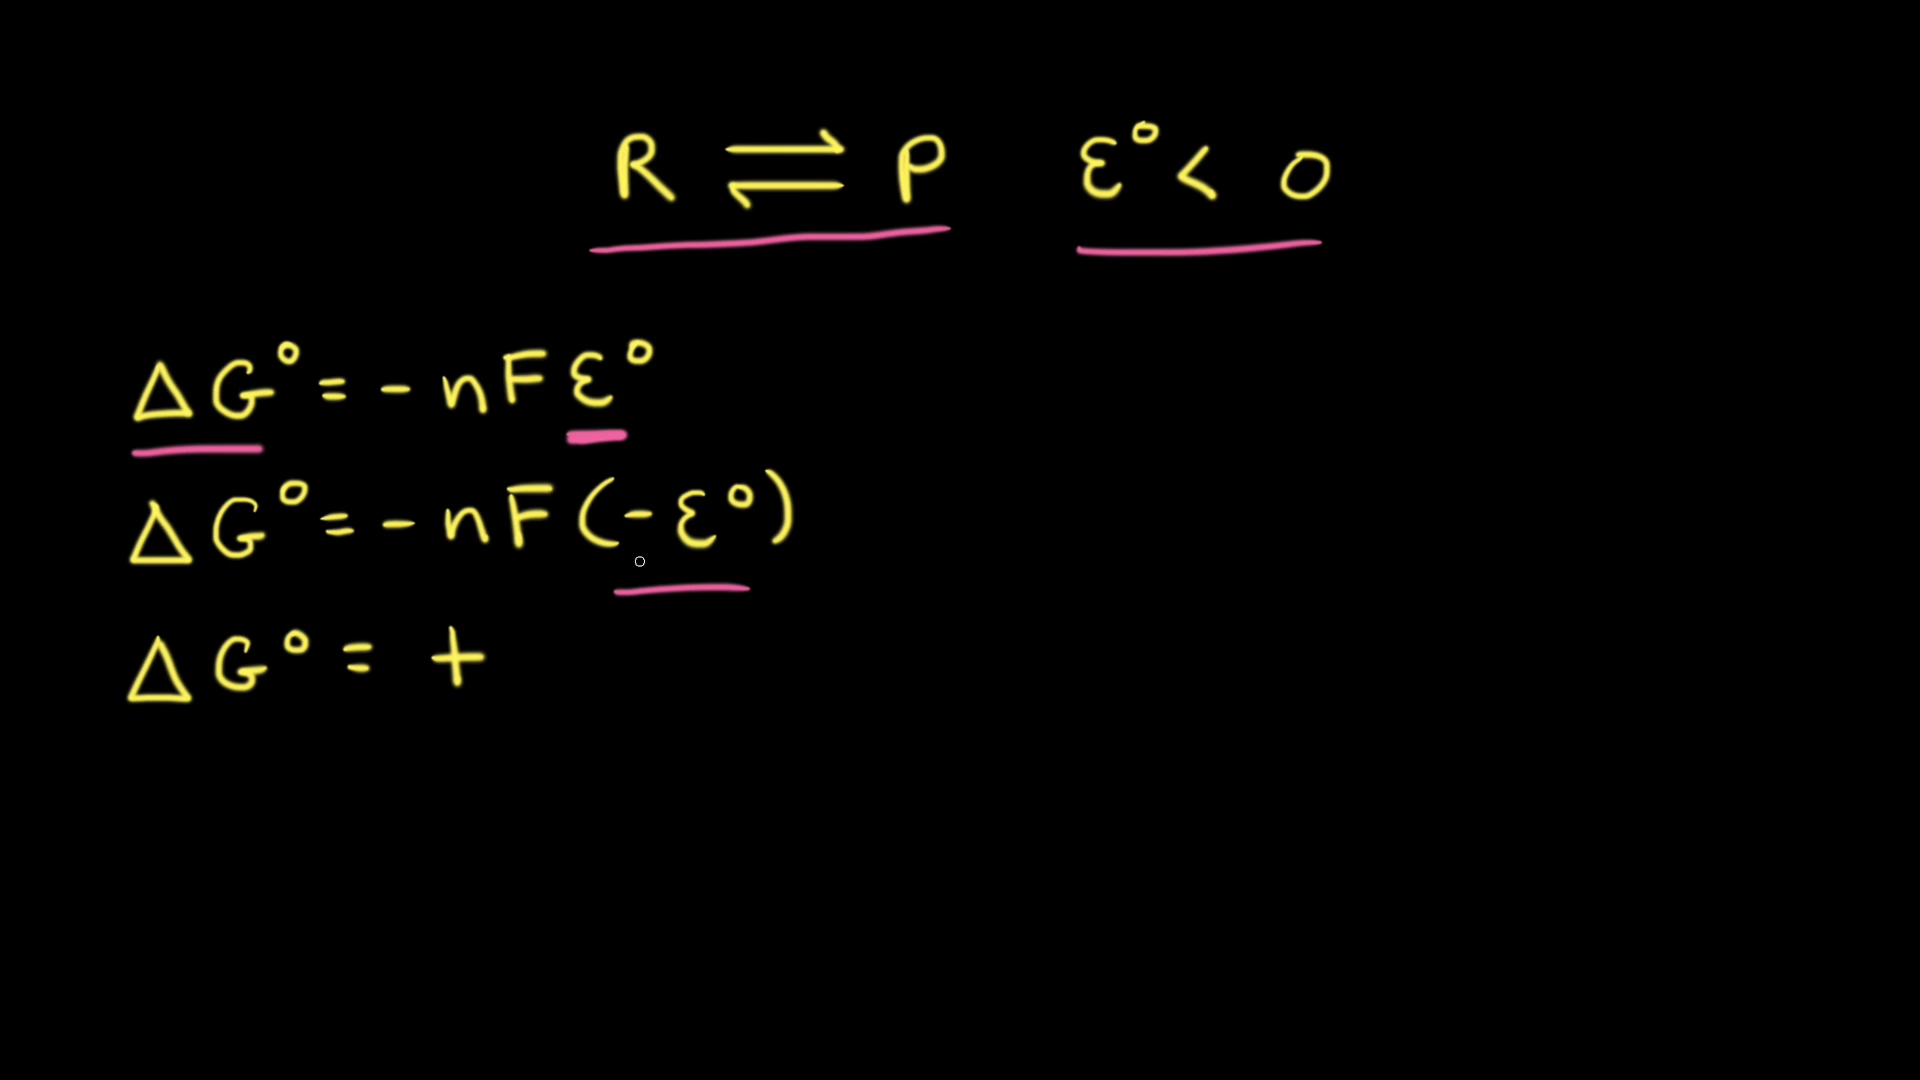 R ⇌ P ε° < 0
ΔG° = - nFε°
ΔG° = - nF(-ε°)
ΔG° = +